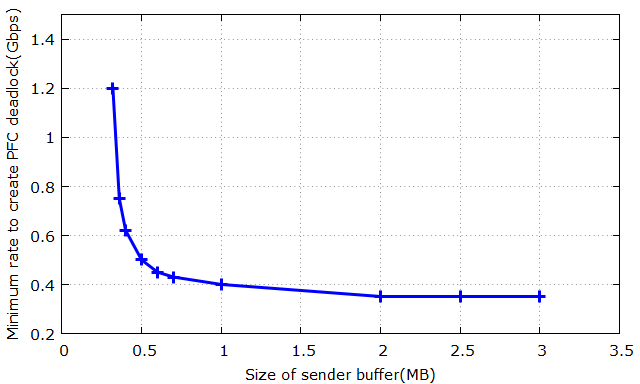 Minimum rate to create PFC deadlock(Gbps)
1.4
1.2
1
0.8
0.6
0.4
0.2
0 0.5 1 1.5 2 2.5 3 3.5
Size of sender buffer(MB)